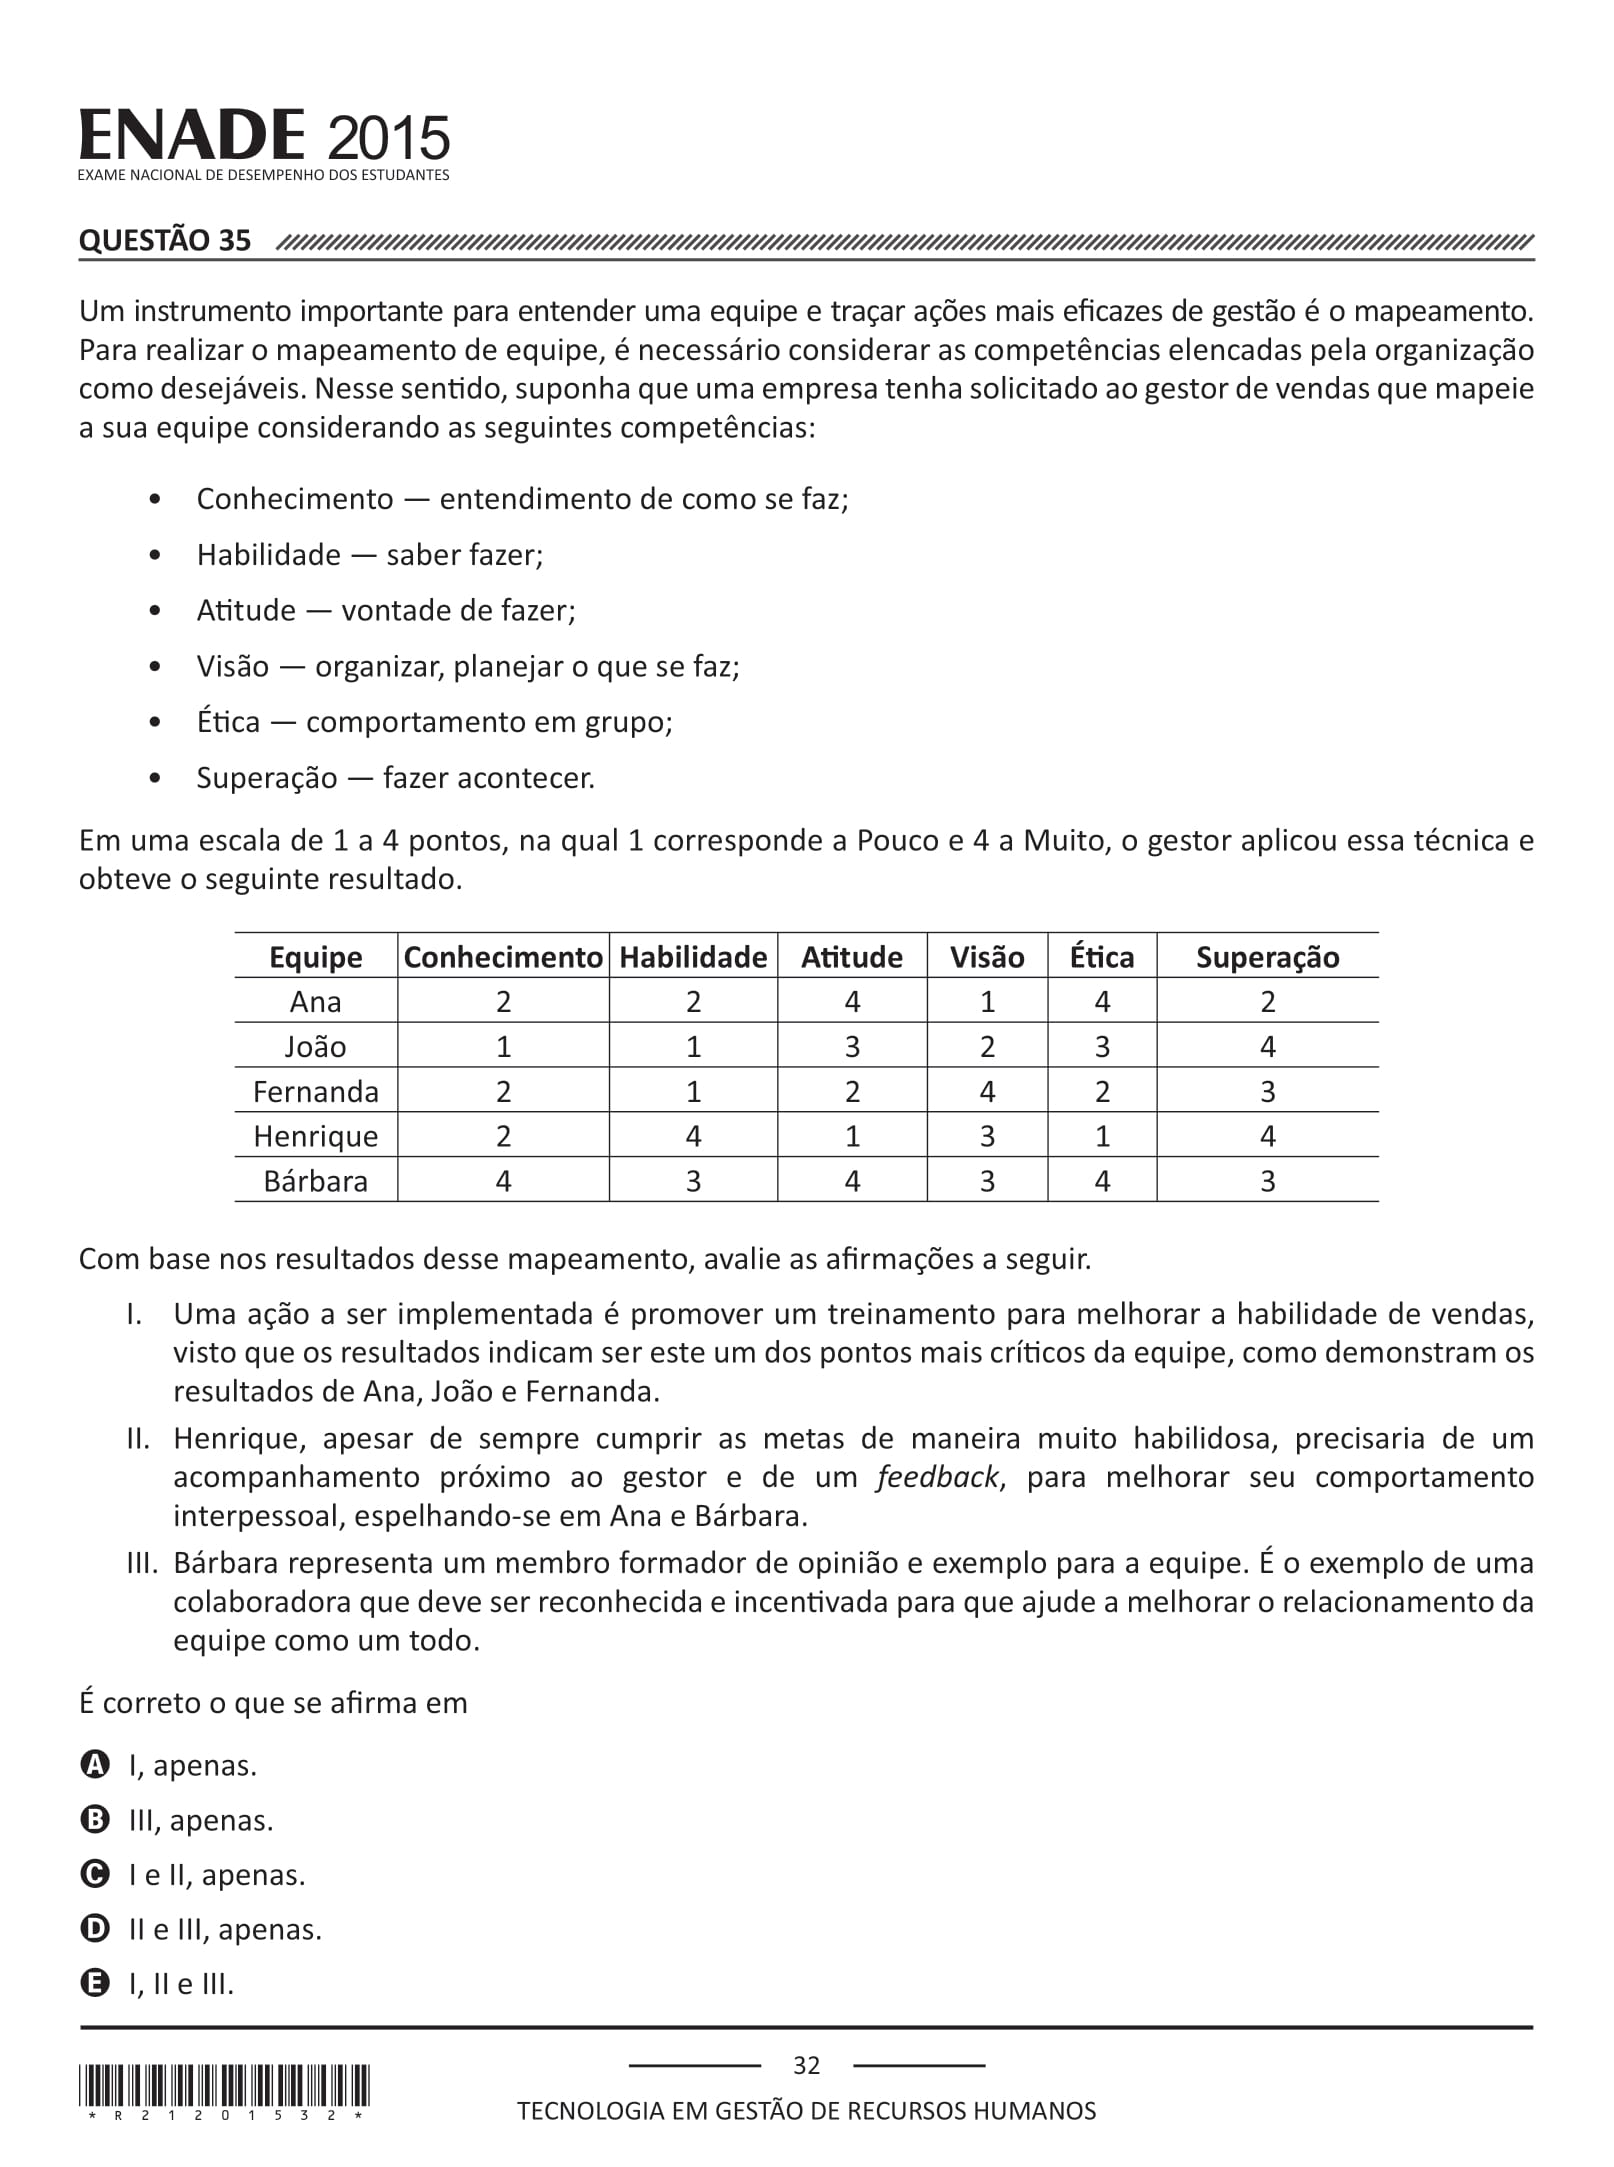 ENADE 2015
EXAME NACIONAL DE DESEMPENHO DOS ESTUDANTES
QUESTÃO 35
Um instrumento importante para entender uma equipe e traçar ações mais eficazes de gestão é o mapeamento.
Para realizar o mapeamento de equipe, é necessário considerar as competências elencadas pela organização
como desejáveis. Nesse sentido, suponha que uma empresa tenha solicitado ao gestor de vendas que mapeie
a sua equipe considerando as seguintes competências:
• Conhecimento — entendimento de como se faz;
• Habilidade — saber fazer;
• Atitude — vontade de fazer;
• Visão — organizar, planejar o que se faz;
• Ética — comportamento em grupo;
• Superação — fazer acontecer.
Em uma escala de 1 a 4 pontos, na qual 1 corresponde a Pouco e 4 a Muito, o gestor aplicou essa técnica e
obteve o seguinte resultado.
Equipe Conhecimento Habilidade Atitude Visão Ética Superação
Ana 2 2 4 1 4 2
João 1 1 3 2 3 4
Fernanda 2 1 2 4 2 3
Henrique 2 4 1 3 1 4
Bárbara 4 3 4 3 4 3
Com base nos resultados desse mapeamento, avalie as afirmações a seguir.
I. Uma ação a ser implementada é promover um treinamento para melhorar a habilidade de vendas,
visto que os resultados indicam ser este um dos pontos mais críticos da equipe, como demonstram os
resultados de Ana, João e Fernanda.
II. Henrique, apesar de sempre cumprir as metas de maneira muito habilidosa, precisaria de um
acompanhamento próximo ao gestor e de um feedback, para melhorar seu comportamento
interpessoal, espelhando-se em Ana e Bárbara.
III. Bárbara representa um membro formador de opinião e exemplo para a equipe. É o exemplo de uma
colaboradora que deve ser reconhecida e incentivada para que ajude a melhorar o relacionamento da
equipe como um todo.
É correto o que se afirma em
A I, apenas.
B III, apenas.
C I e II, apenas.
D II e III, apenas.
E I, II e III.
32
*R21201532*
TECNOLOGIA EM GESTÃO DE RECURSOS HUMANOS